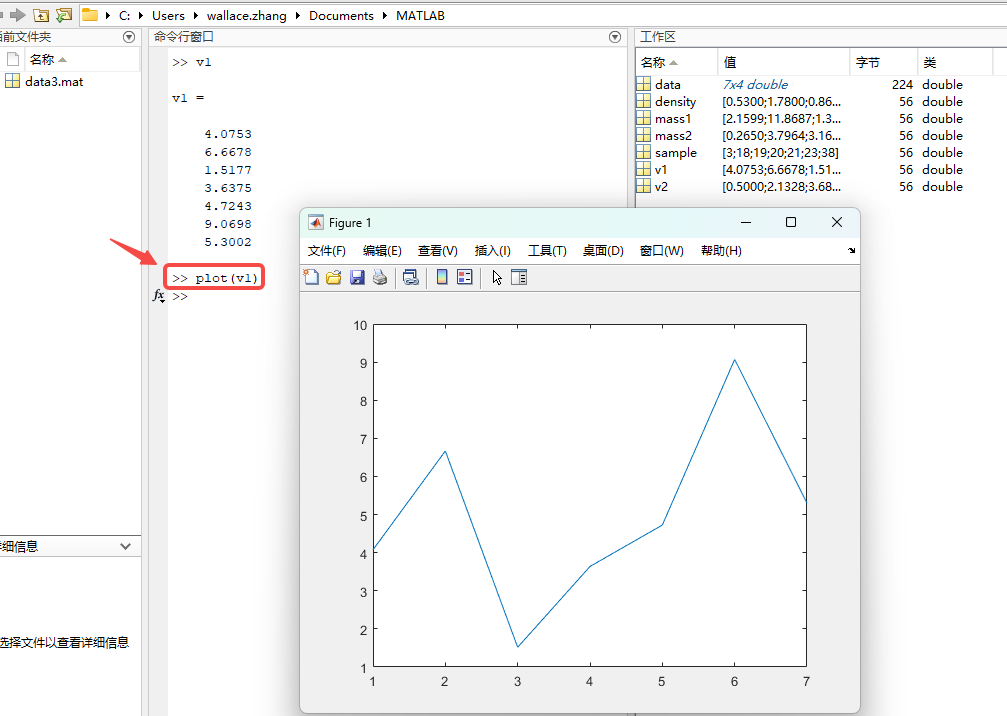 C: Users wallace.zhang Documents MATLAB
前文件夹
名称
data3.mat
详细信息
选择文件以查看详细信息
命令行窗口
>> v1
v1 =
4.0753
6.6678
1.5177
3.6375
4.7243
9.0698
5.3002
>> plot(v1)
fx >>
工作区
名称 值 字节 类
data 7x4 double 224 double
density [0.5300;1.7800;0.86... 56 double
mass1 [2.1599;11.8687;1.3... 56 double
mass2 [0.2650;3.7964;3.16... 56 double
sample [3;18;19;20;21;23;38] 56 double
v1 [4.0753;6.6678;1.51... 56 double
v2 [0.5000;2.1328;3.68... 56 double
Figure 1
文件(F) 编辑(E) 查看(V) 插入(I) 工具(T) 桌面(D) 窗口(W) 帮助(H)
10
9
8
7
6
5
4
3
2
1
1 2 3 4 5 6 7